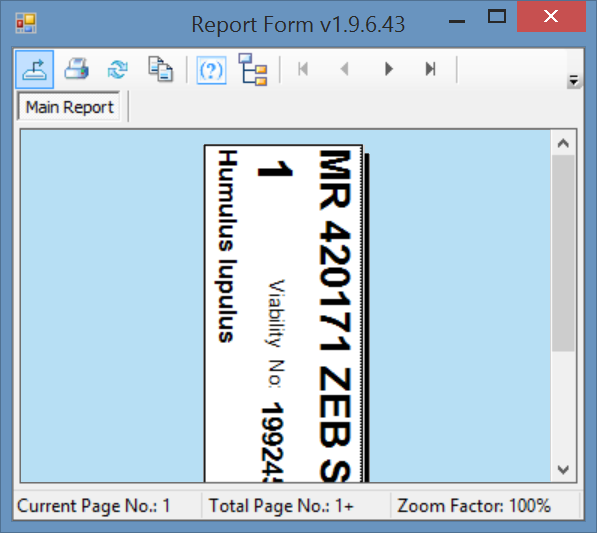 Report Form v1.9.6.43
(?)
Main Report
MR 420171 ZEB S
1
Viability No:
Humulus lupulus
Current Page No.: 1
Total Page No.: 1+
Zoom Factor: 100%